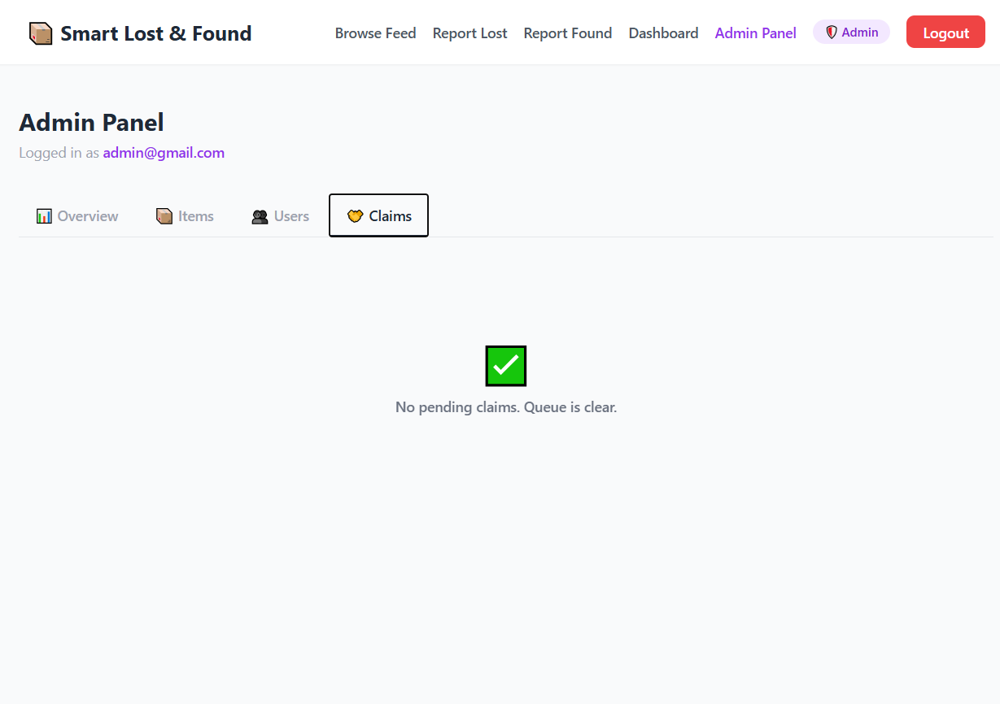 Smart Lost & Found
Browse Feed
Report Lost
Report Found
Dashboard
Admin Panel
Admin
Logout
Admin Panel
Logged in as admin@gmail.com
Overview
Items
Users
Claims
No pending claims. Queue is clear.